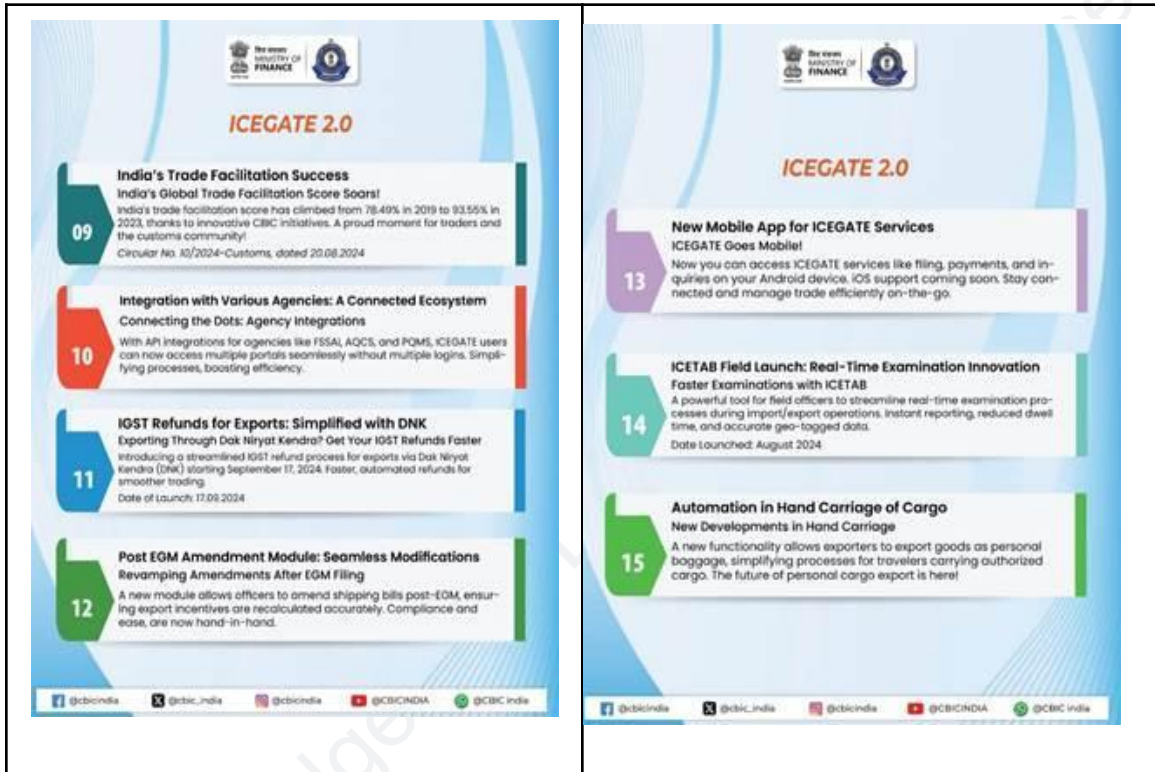 MINISTRY OF
FINANCE
ICEGATE 2.0
09
India's Trade Facilitation Success
India's Global Trade Facilitation Score Soars!
India's trade facilitation score has climbed from 78.49% in 2019 to 93.55% in
2023, thanks to innovative CBIC initiatives. A proud moment for traders and
the customs community!
Circular No. 10/2024-Customs, dated 20.08.2024
10
Integration with Various Agencies: A Connected Ecosystem
Connecting the Dots: Agency Integrations
With API integrations for agencies like FSSAI, AQCS, and PQMS, ICEGATE users
can now access multiple portals seamlessly without multiple logins. Simpli-
fying processes, boosting efficiency.
11
IGST Refunds for Exports: Simplified with DNK
Exporting Through Dak Niryat Kendra? Get Your IGST Refunds Faster
Introducing a streamlined IGST refund process for exports via Dak Niryat
Kendra (DNK) starting September 17, 2024. Faster, automated refunds for
smoother trading.
Date of Launch: 17.09.2024
12
Post EGM Amendment Module: Seamless Modifications
Revamping Amendments After EGM Filing
A new module allows officers to amend shipping bills post-EGM, ensur-
ing export incentives are recalculated accurately. Compliance and
ease, are now hand-in-hand.
@cbicindia @cbic_india @cbicindia @CBICINDIA @CBIC india
MINISTRY OF
FINANCE
ICEGATE 2.0
13
New Mobile App for ICEGATE Services
ICEGATE Goes Mobile!
Now you can access ICEGATE services like filing, payments, and in-
quiries on your Android device. iOS support coming soon. Stay con-
nected and manage trade efficiently on-the-go.
14
ICETAB Field Launch: Real-Time Examination Innovation
Faster Examinations with ICETAB
A powerful tool for field officers to streamline real-time examination pro-
cesses during import/export operations. Instant reporting, reduced dwell
time, and accurate geo-tagged data.
Date Launched: August 2024
15
Automation in Hand Carriage of Cargo
New Developments in Hand Carriage
A new functionality allows exporters to export goods as personal
baggage, simplifying processes for travelers carrying authorized
cargo. The future of personal cargo export is here!
@cbicindia @cbic_india @cbicindia @CBICINDIA @CBIC india